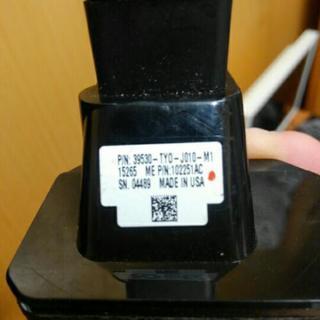 P/N: 39530-TY0-J010-M1
15265 ME P/N:102251AC
SN. 04489 MADE IN USA